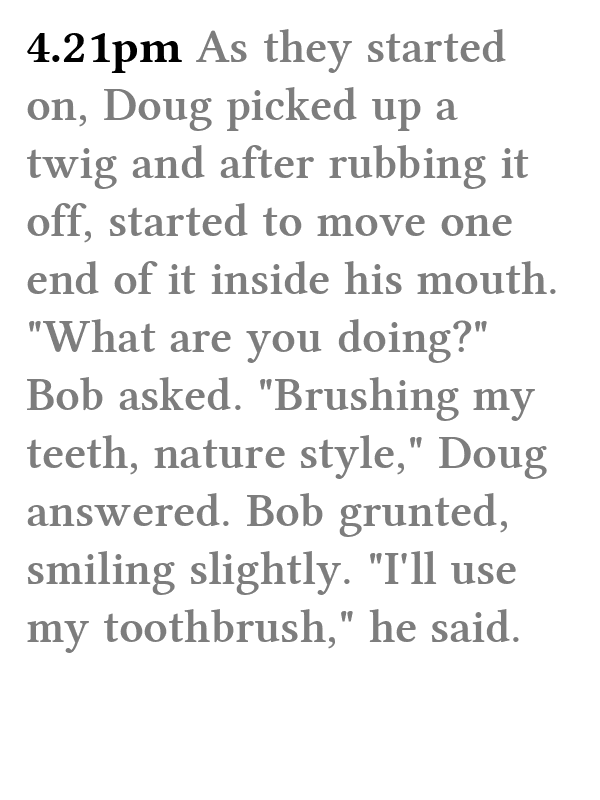 4.21pm As they started
on, Doug picked up a
twig and after rubbing it
off, started to move one
end of it inside his mouth.
"What are you doing?"
Bob asked. "Brushing my
teeth, nature style," Doug
answered. Bob grunted,
smiling slightly. "I'll use
my toothbrush," he said.